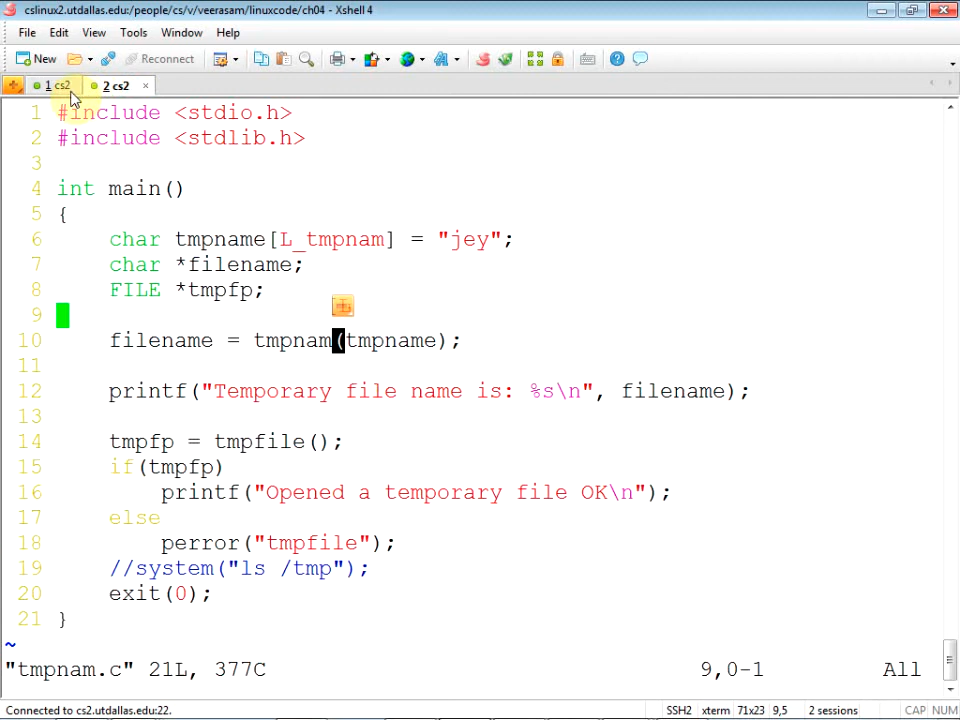 cslinux2.utdallas.edu:/people/cs/v/veerasam/linuxcode/ch04 - Xshell 4
File Edit View Tools Window Help
New Reconnect
1 cs2 2 cs2 ×
1 #include <stdio.h>
2 #include <stdlib.h>
3
4 int main()
5 {
6 char tmpname[L_tmpnam] = "jey";
7 char *filename;
8 FILE *tmpfp;
9
10 filename = tmpnam(tmpname);
11
12 printf("Temporary file name is: %s\n", filename);
13
14 tmpfp = tmpfile();
15 if(tmpfp)
16 printf("Opened a temporary file OK\n");
17 else
18 perror("tmpfile");
19 //system("ls /tmp");
20 exit(0);
21 }
~
"tmpnam.c" 21L, 377C 9,0-1 All
Connected to cs2.utdallas.edu:22. SSH2 xterm 71x23 9,5 2 sessions CAP NUM